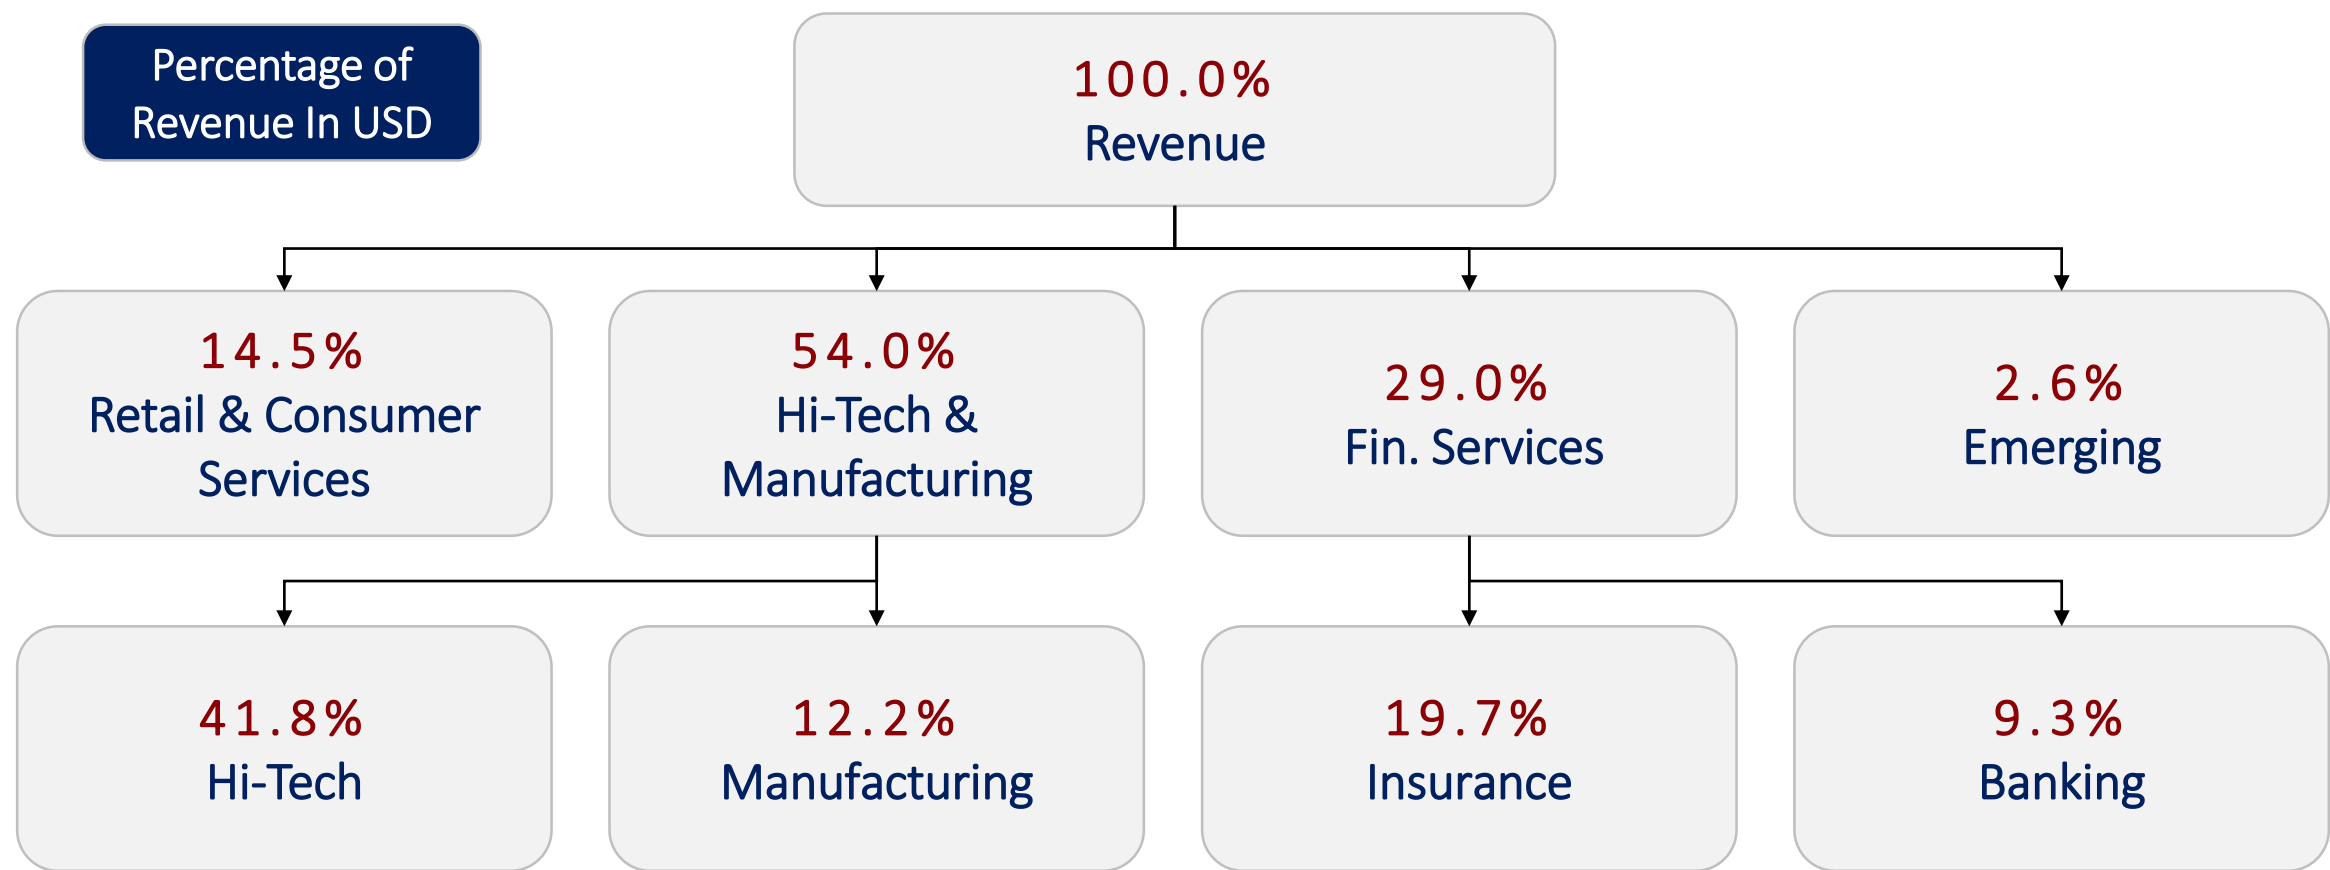 Percentage of
Revenue In USD
100.0%
Revenue
14.5%
Retail & Consumer
Services
54.0%
Hi-Tech &
Manufacturing
29.0%
Fin. Services
2.6%
Emerging
41.8%
Hi-Tech
12.2%
Manufacturing
19.7%
Insurance
9.3%
Banking